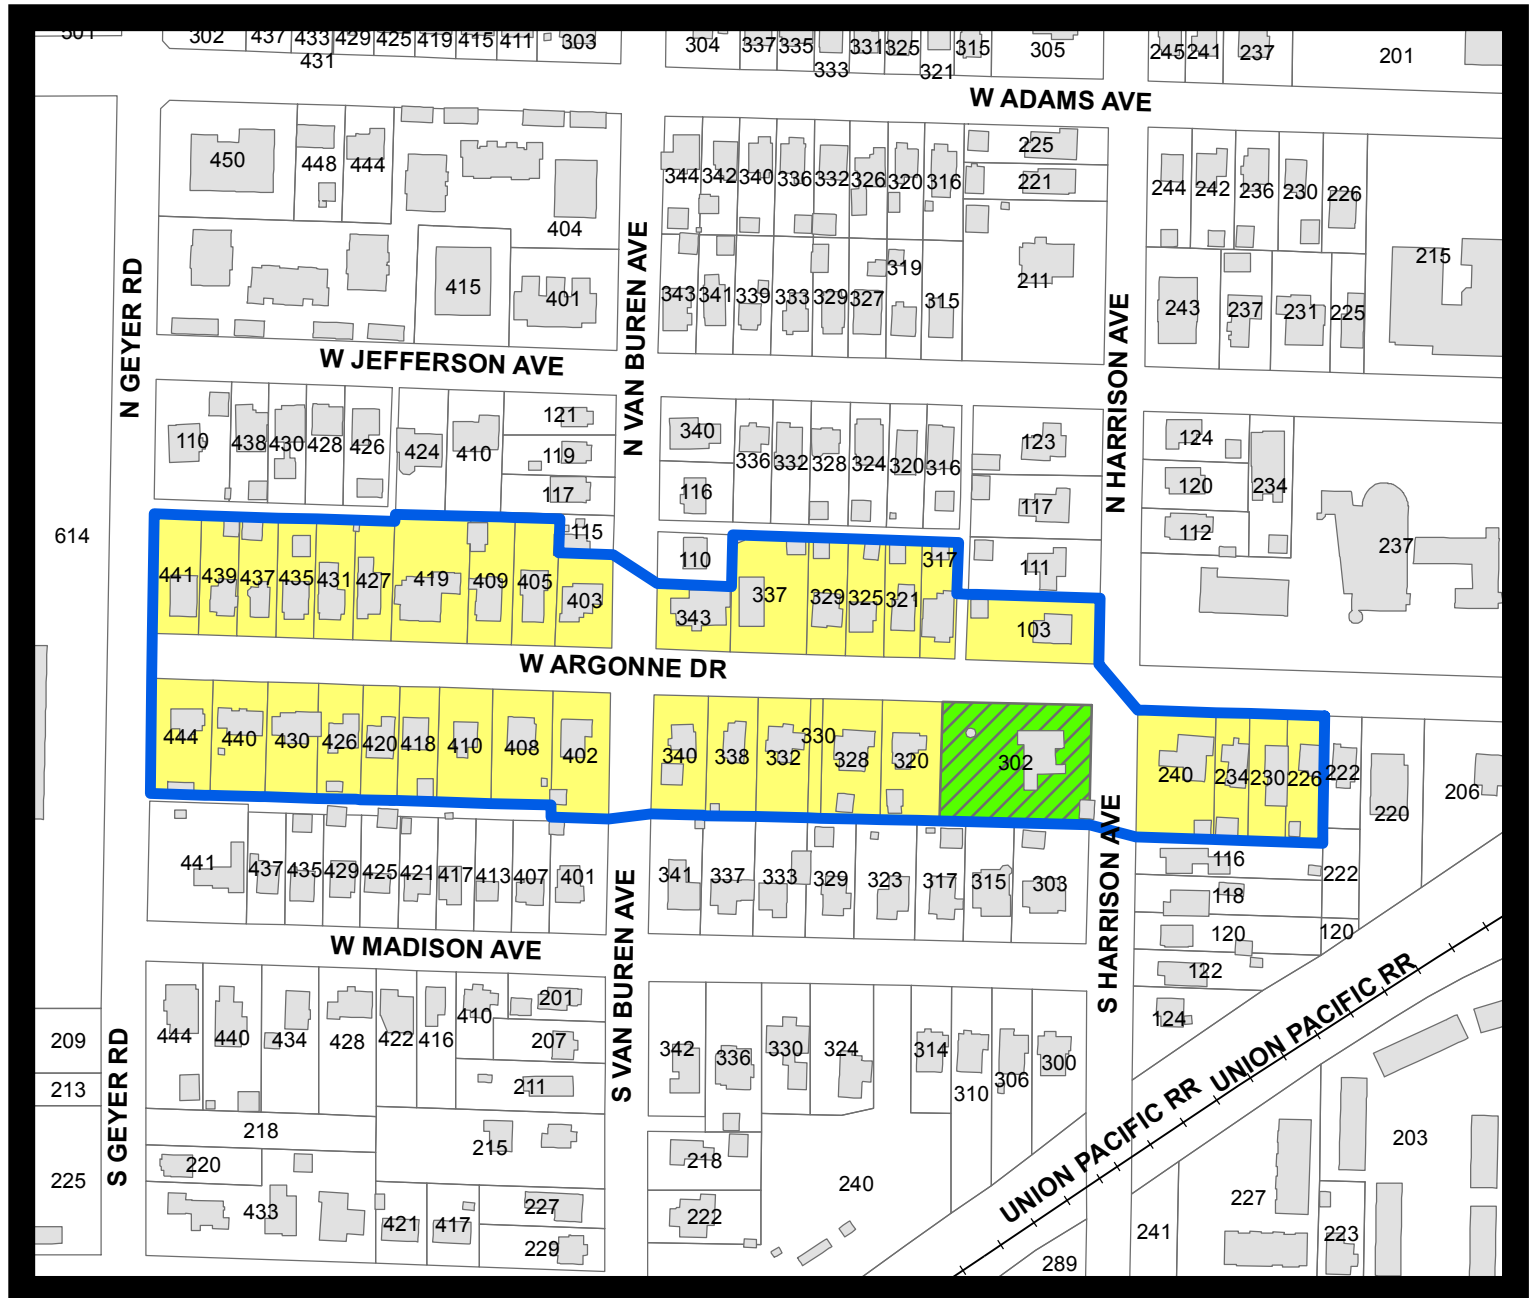 501
302 437 433 429 425 419 415 411 303
431
304 337 335 331 325 315 305
333 321
245 241 237 201
W ADAMS AVE
450 448 444
404
415 401
344 342 340 336 332 326 320 316
225
221
211
343 341 339 333 329 327 319 315
244 242 236 230 226
215
243 237 231 225
N GEYER RD
W JEFFERSON AVE
N VAN BUREN AVE
N HARRISON AVE
110 438 430 428 426 424 410
121
119
117
115
340 336 332 328 324 320 316
116
110
123
117
111
124
120
112
234
237
614
441 439 437 435 431 427 419 409 405 403
343 337 329 325 321 317
103
W ARGONNE DR
444 440 430 426 420 418 410 408 402
340 338 332 330 328 320 302
240 234 230 226 222 220 206
441 437 435 429 425 421 417 413 407 401
341 337 333 329 323 317 315 303
116
118
120
122
124
222
120
W MADISON AVE
S VAN BUREN AVE
S HARRISON AVE
S GEYER RD
209
213
225
444 440 434 428 422 416 410
201
207
211
218
215
220
433 421 417
227
229
342 336 330 324 314 310 306 300
218
222
240
UNION PACIFIC RR
UNION PACIFIC RR
203
227
241
223
289